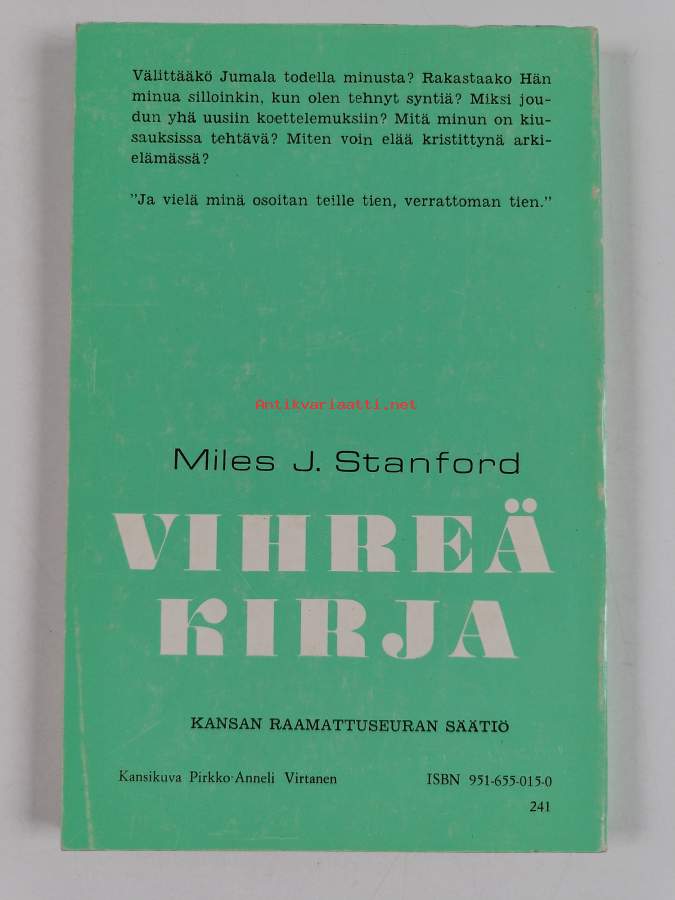 Välittääkö Jumala todella minusta? Rakastaako Hän
minua silloinkin, kun olen tehnyt syntiä? Miksi jou-
dun yhä uusiin koettelemuksiin? Mitä minun on kiu-
sauksissa tehtävä? Miten voin elää kristittynä arki-
elämässä?
"Ja vielä minä osoitan teille tien, verrattoman tien."
Antikvariaatti.net
Miles J. Stanford
VIHREÄ
KIRJA
KANSAN RAAMATTUSEURAN SÄÄTIÖ
Kansikuva Pirkko-Anneli Virtanen ISBN 951-655-015-0
241